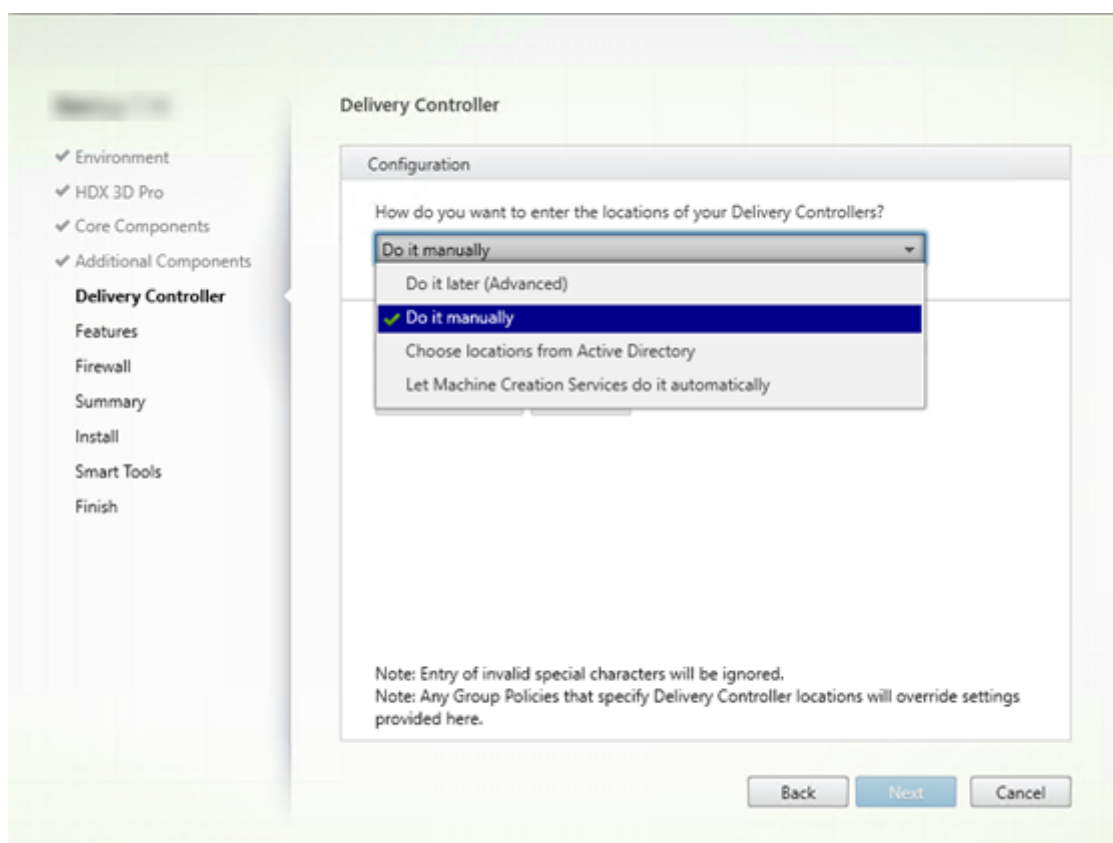 Delivery Controller
Environment
HDX 3D Pro
Core Components
Additional Components
Delivery Controller
Features
Firewall
Summary
Install
Smart Tools
Finish
Configuration
How do you want to enter the locations of your Delivery Controllers?
Do it manually
Do it later (Advanced)
Do it manually
Choose locations from Active Directory
Let Machine Creation Services do it automatically
Note: Entry of invalid special characters will be ignored.
Note: Any Group Policies that specify Delivery Controller locations will override settings
provided here.
Back
Next
Cancel